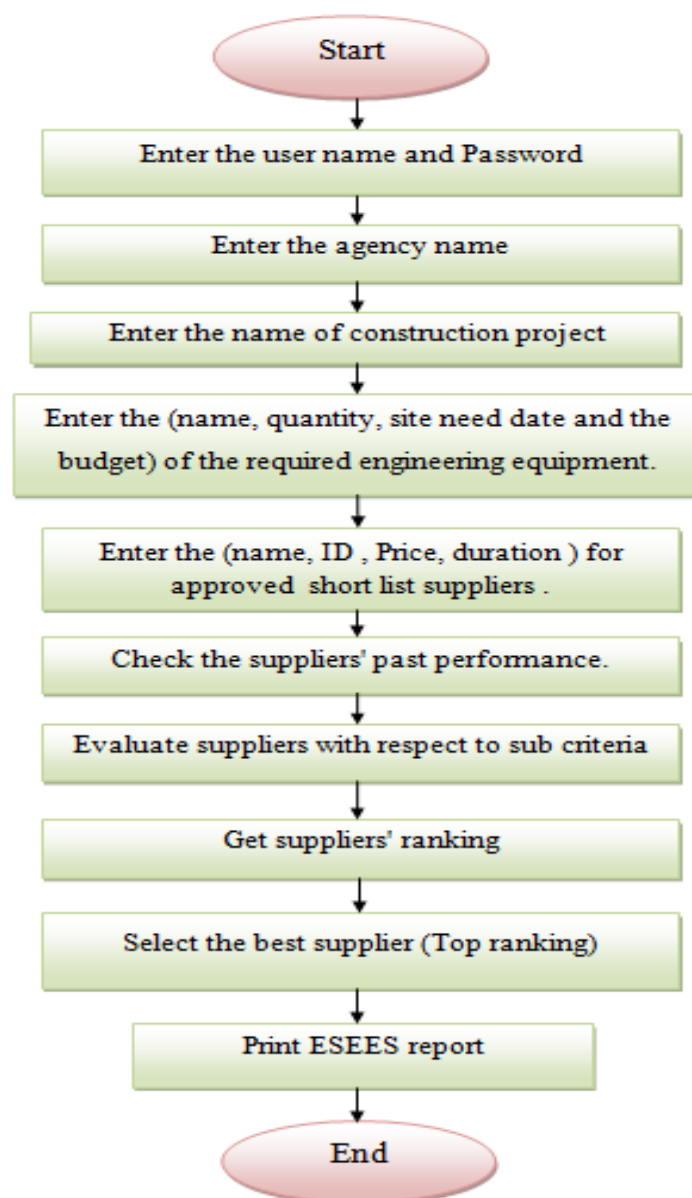 Start
Enter the user name and Password
Enter the agency name
Enter the name of construction project
Enter the (name, quantity, site need date and the
budget) of the required engineering equipment.
Enter the (name, ID , Price, duration ) for
approved short list suppliers .
Check the suppliers' past performance.
Evaluate suppliers with respect to sub criteria
Get suppliers' ranking
Select the best supplier (Top ranking)
Print ESEES report
End